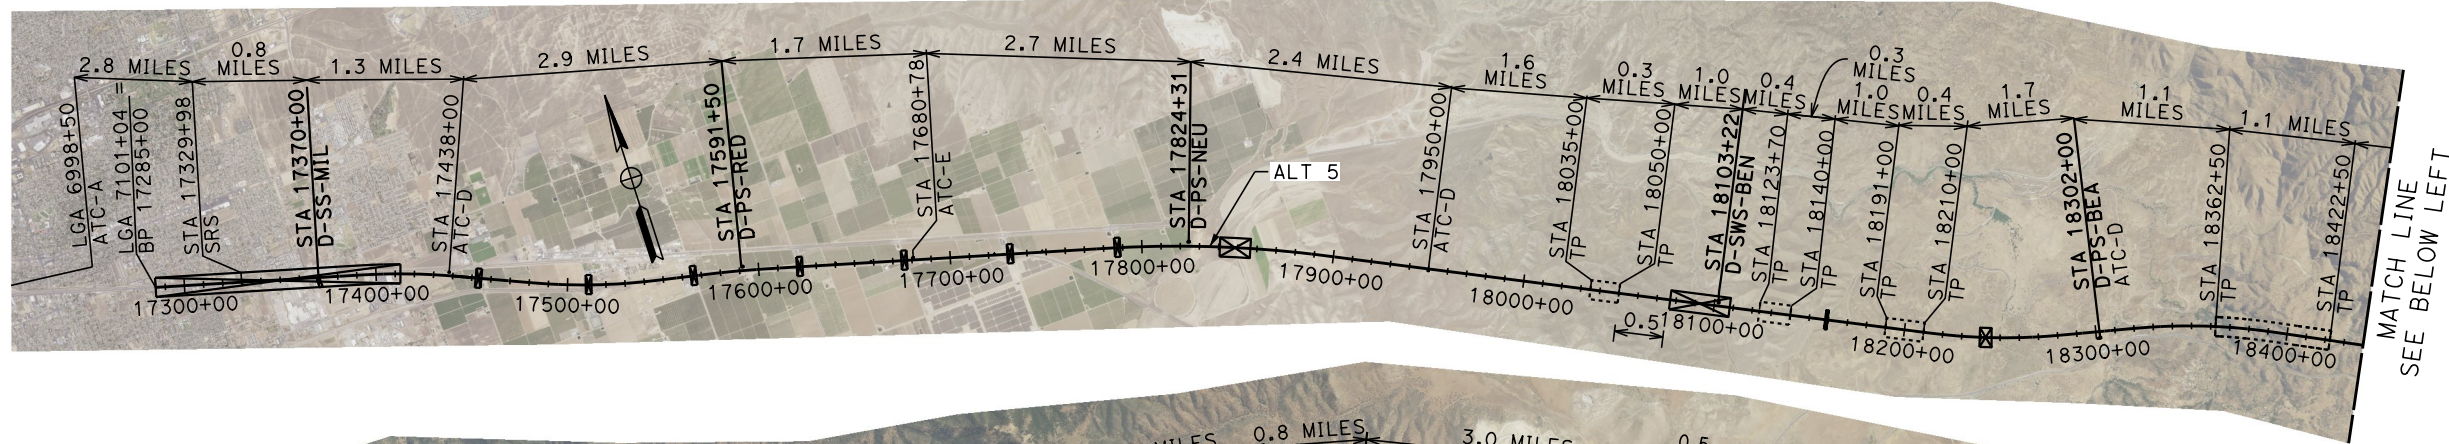 2.8 MILES
0.8
MILES
1.3 MILES
2.9 MILES
1.7 MILES
2.7 MILES
2.4 MILES
1.6
MILES
0.3
MILES
1.0
MILES
0.4
MILES
0.3
MILES
1.0
MILES
0.4
MILES
1.7
MILES
1.1
MILES
1.1 MILES
LGA 6998+50
ATC-A
LGA 7101+04 =
BP 17285+00
STA 17329+98
SRS
STA 17370+00
D-SS-MIL
STA 17438+00
ATC-D
STA 17591+50
D-PS-RED
STA 17680+78
ATC-E
STA 17824+31
D-PS-NEU
ALT 5
STA 17950+00
ATC-D
STA 18035+00
TP
STA 18050+00
TP
STA 18103+22
D-SWS-BEN
STA 18123+70
TP
STA 18140+00
TP
STA 18191+00
TP
STA 18210+00
TP
STA 18302+00
D-PS-BEA
ATC-D
STA 18362+50
TP
STA 18422+50
TP
17300+00
17400+00
17500+00
17600+00
17700+00
17800+00
17900+00
18000+00
0.5
18100+00
18200+00
18300+00
18400+00
MATCH LINE
SEE BELOW LEFT
MILES
0.8 MILES
3.0 MILES
0.5